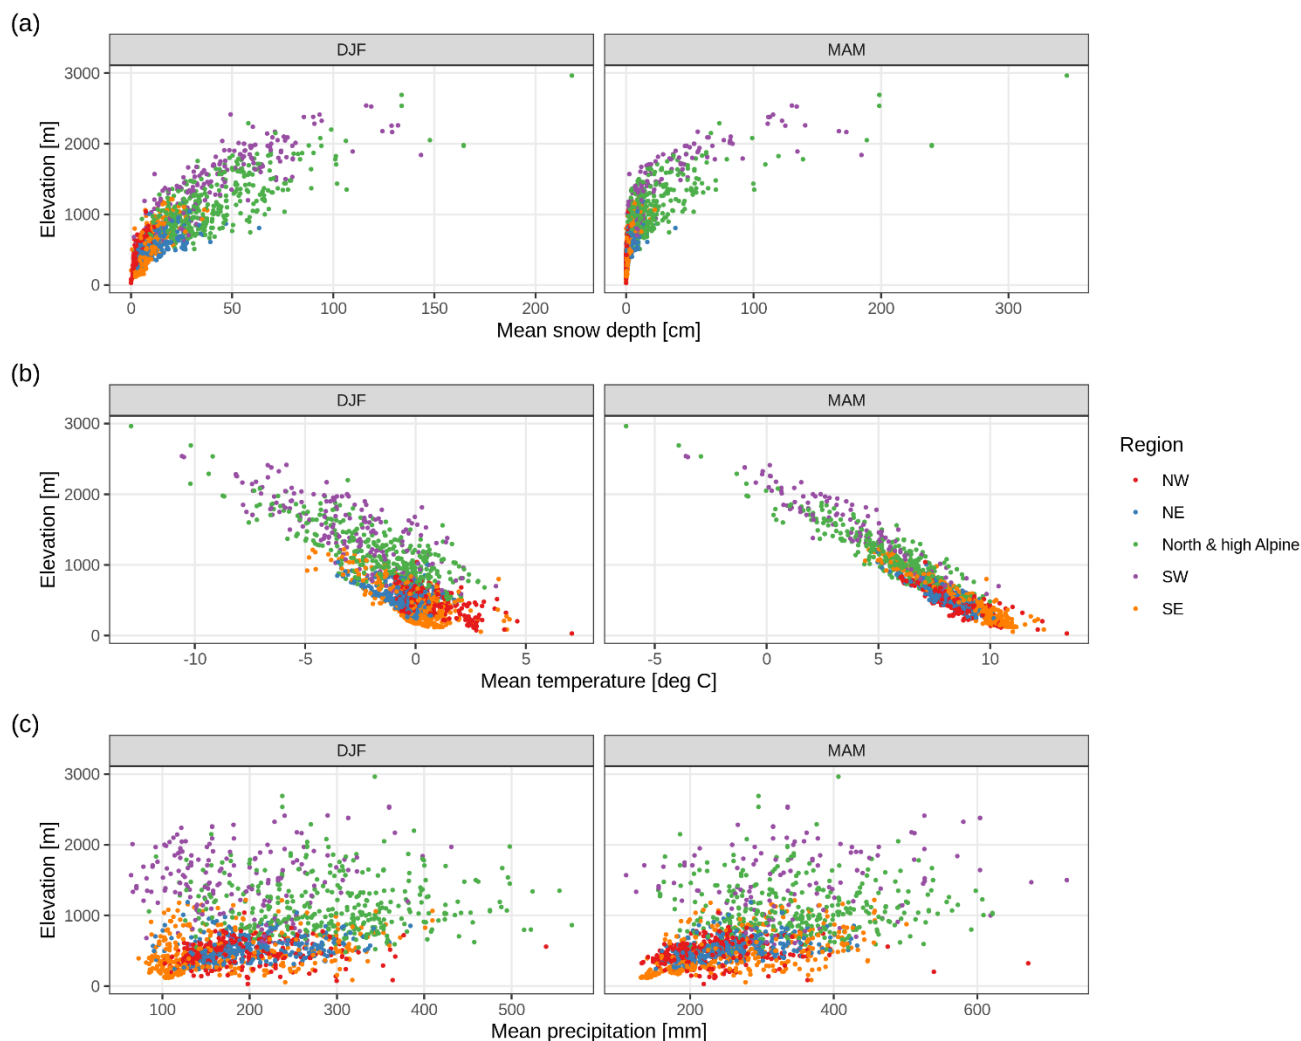 (a)
DJF
MAM
3000
2000
1000
0
Elevation [m]
0 50 100 150 200
0 100 200 300
Mean snow depth [cm]
(b)
DJF
MAM
3000
2000
1000
0
Elevation [m]
-10 -5 0 5
-5 0 5 10
Mean temperature [deg C]
Region
NW
NE
North & high Alpine
SW
SE
(c)
DJF
MAM
3000
2000
1000
0
Elevation [m]
100 200 300 400 500
200 400 600
Mean precipitation [mm]